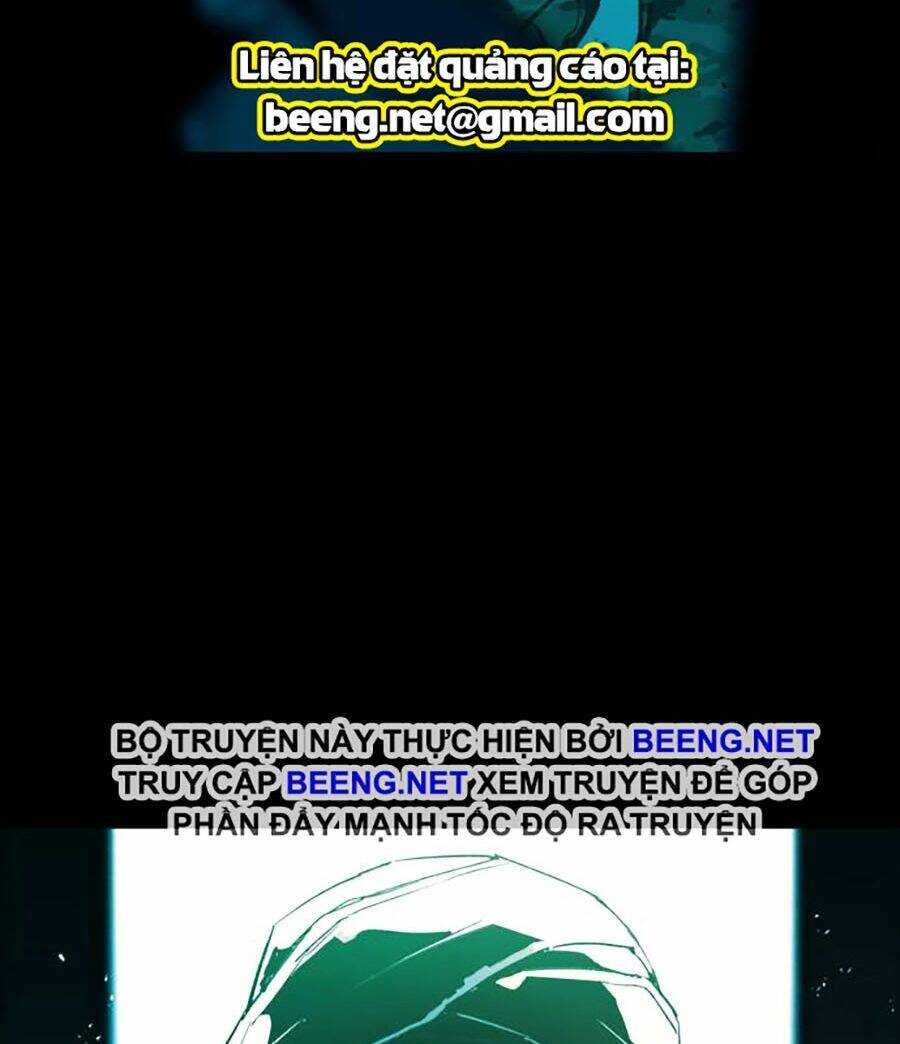 Liên hệ đặt quảng cáo tại:
beeng.net@gmail.com
BỘ TRUYỆN NÀY THỰC HIỆN BỞI BEENG.NET
TRUY CẬP BEENG.NET XEM TRUYỆN ĐỂ GÓP
PHẦN ĐẨY MẠNH TỐC ĐỘ RA TRUYỆN